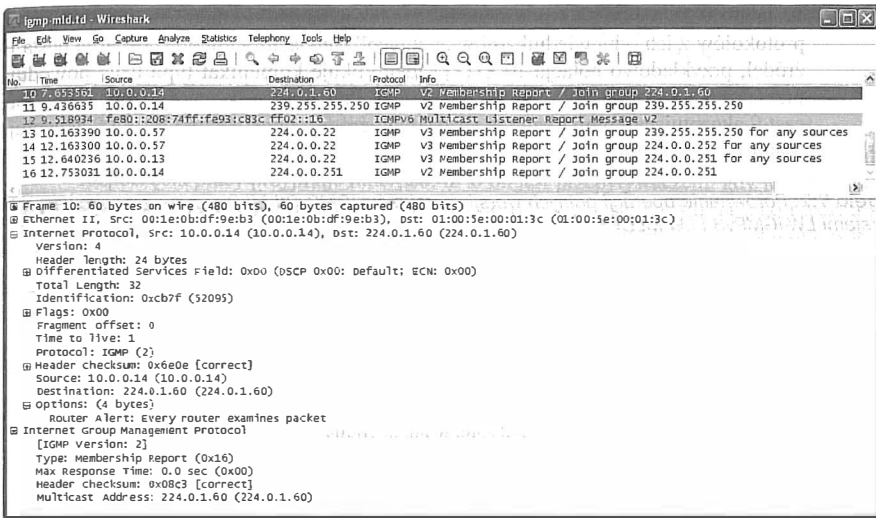 igmp-mld.td - Wireshark
File Edit View Go Capture Analyze Statistics Telephony Tools Help
No. Time Source Destination Protocol Info
10 7.653561 10.0.0.14 224.0.1.60 IGMP V2 Membership Report / Join group 224.0.1.60
11 9.436635 10.0.0.14 239.255.255.250 IGMP V2 Membership Report / Join group 239.255.255.250
12 9.518934 fe80::208:74ff:fe93:c83c ff02::16 ICMPv6 Multicast Listener Report Message v2
13 10.163390 10.0.0.57 224.0.0.22 IGMP V3 Membership Report / Join group 239.255.255.250 for any sources
14 12.163300 10.0.0.57 224.0.0.22 IGMP V3 Membership Report / Join group 224.0.0.252 for any sources
15 12.640236 10.0.0.13 224.0.0.22 IGMP V3 Membership Report / Join group 224.0.0.251 for any sources
16 12.753031 10.0.0.14 224.0.0.251 IGMP V2 Membership Report / Join group 224.0.0.251
Frame 10: 60 bytes on wire (480 bits), 60 bytes captured (480 bits)
Ethernet II, Src: 00:1e:0b:df:9e:b3 (00:1e:0b:df:9e:b3), Dst: 01:00:5e:00:01:3c (01:00:5e:00:01:3c)
Internet Protocol, Src: 10.0.0.14 (10.0.0.14), Dst: 224.0.1.60 (224.0.1.60)
Version: 4
Header length: 24 bytes
Differentiated Services Field: 0x00 (DSCP 0x00: Default; ECN: 0x00)
Total Length: 32
Identification: 0xcb7f (52095)
Flags: 0x00
Fragment offset: 0
Time to live: 1
Protocol: IGMP (2)
Header checksum: 0x6e0e [correct]
Source: 10.0.0.14 (10.0.0.14)
Destination: 224.0.1.60 (224.0.1.60)
Options: (4 bytes)
Router Alert: Every router examines packet
Internet Group Management Protocol
[IGMP Version: 2]
Type: Membership Report (0x16)
Max Response Time: 0.0 sec (0x00)
Header checksum: 0x08c3 [correct]
Multicast Address: 224.0.1.60 (224.0.1.60)